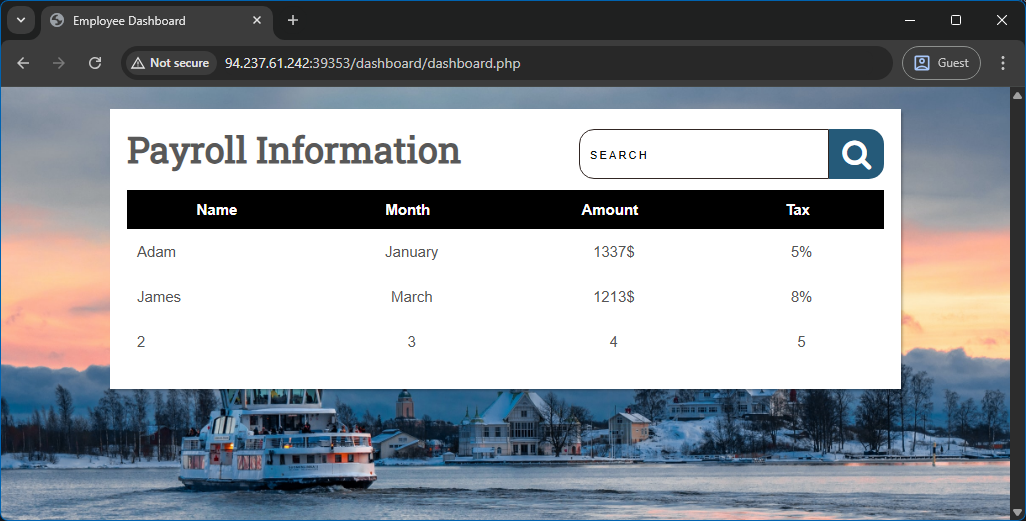 Employee Dashboard
Not secure 94.237.61.242:39353/dashboard/dashboard.php Guest
Payroll Information
SEARCH
Name Month Amount Tax
Adam January 1337$ 5%
James March 1213$ 8%
2 3 4 5